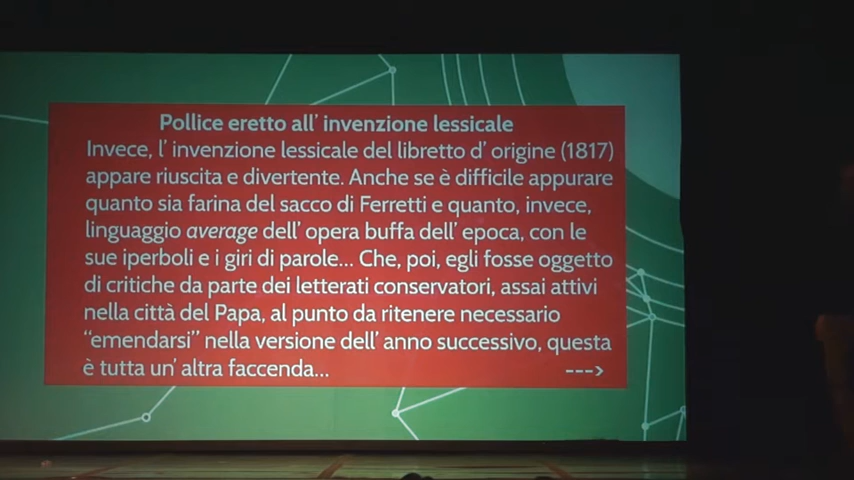 Pollice eretto all' invenzione lessicale
Invece, l' invenzione lessicale del libretto d' origine (1817)
appare riuscita e divertente. Anche se è difficile appurare
quanto sia farina del sacco di Ferretti e quanto, invece,
linguaggio average dell' opera buffa dell' epoca, con le
sue iperboli e i giri di parole... Che, poi, egli fosse oggetto
di critiche da parte dei letterati conservatori, assai attivi
nella città del Papa, al punto da ritenere necessario
“emendarsi” nella versione dell' anno successivo, questa
è tutta un' altra faccenda... --->